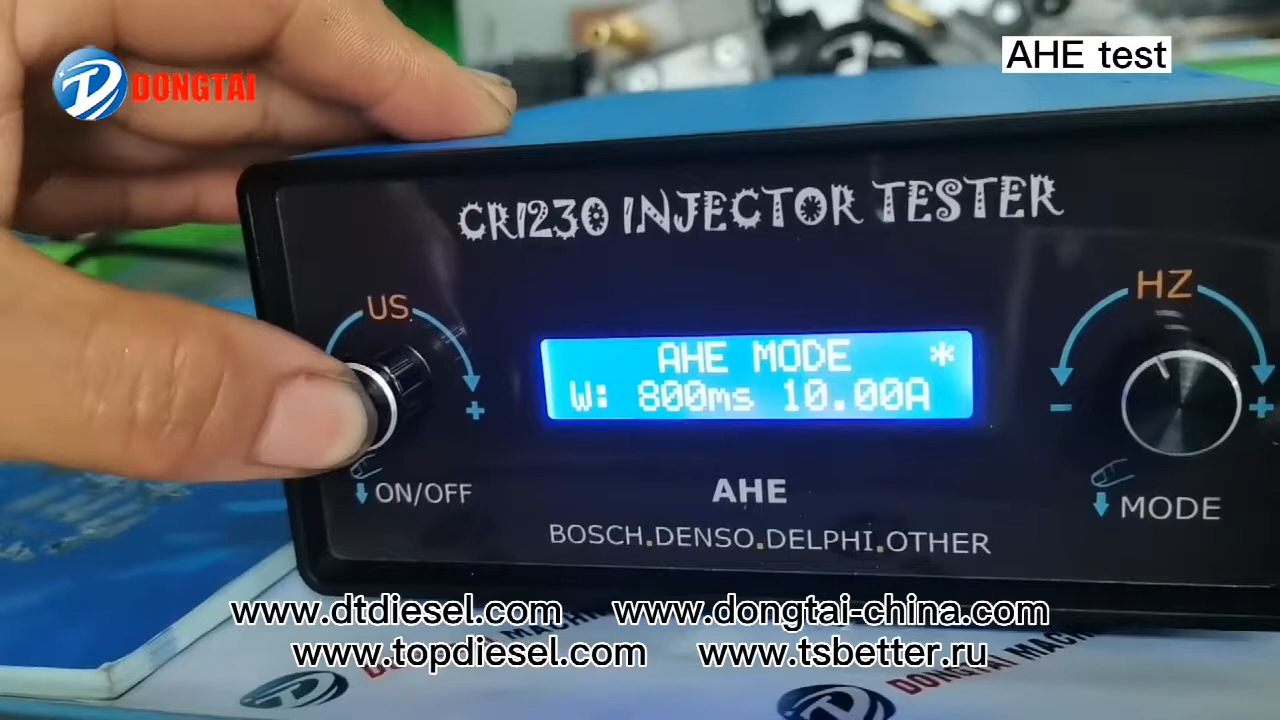 DONGTAI
AHE test
CRI230 INJECTOR TESTER
US
HZ
AHE MODE *
W: 800ms 10.00A
+
- +
ON/OFF
MODE
AHE
BOSCH.DENSO.DELPHI.OTHER
www.dtdiesel.com www.dongtai-china.com
www.topdiesel.com www.tsbetter.ru